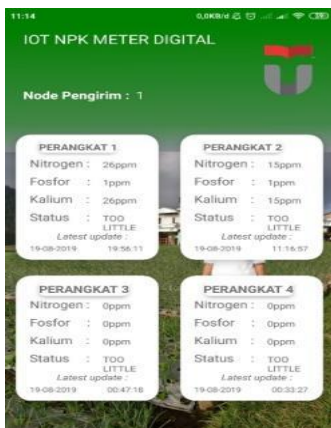 11:14 0,0KB/d
IOT NPK METER DIGITAL
Node Pengirim : 1
PERANGKAT 1
Nitrogen : 26ppm
Fosfor : 1ppm
Kalium : 26ppm
Status : TOO LITTLE
Latest update :
19-08-2019 19:56:11
PERANGKAT 2
Nitrogen : 15ppm
Fosfor : 1ppm
Kalium : 15ppm
Status : TOO LITTLE
Latest update :
19-08-2019 11:16:57
PERANGKAT 3
Nitrogen : 0ppm
Fosfor : 0ppm
Kalium : 0ppm
Status : TOO LITTLE
Latest update :
19-08-2019 00:47:16
PERANGKAT 4
Nitrogen : 0ppm
Fosfor : 0ppm
Kalium : 0ppm
Status : TOO LITTLE
Latest update :
19-08-2019 00:33:27